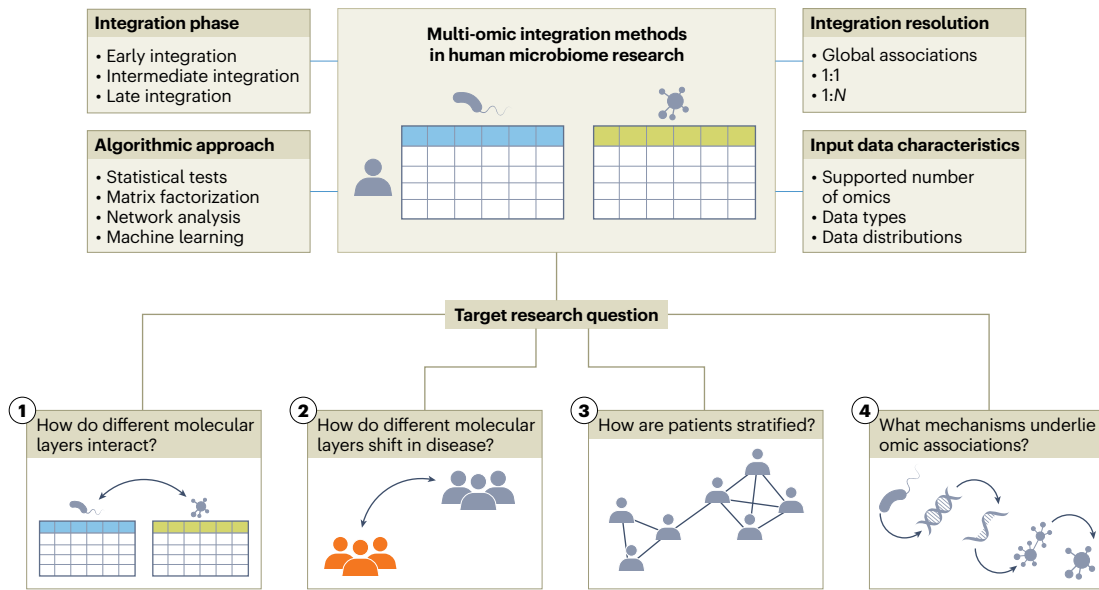 Integration phase
• Early integration
• Intermediate integration
• Late integration
Multi-omic integration methods
in human microbiome research
Integration resolution
• Global associations
• 1:1
• 1:N
Algorithmic approach
• Statistical tests
• Matrix factorization
• Network analysis
• Machine learning
Input data characteristics
• Supported number
of omics
• Data types
• Data distributions
Target research question
1
How do different molecular
layers interact?
2
How do different molecular
layers shift in disease?
3
How are patients stratified?
4
What mechanisms underlie
omic associations?